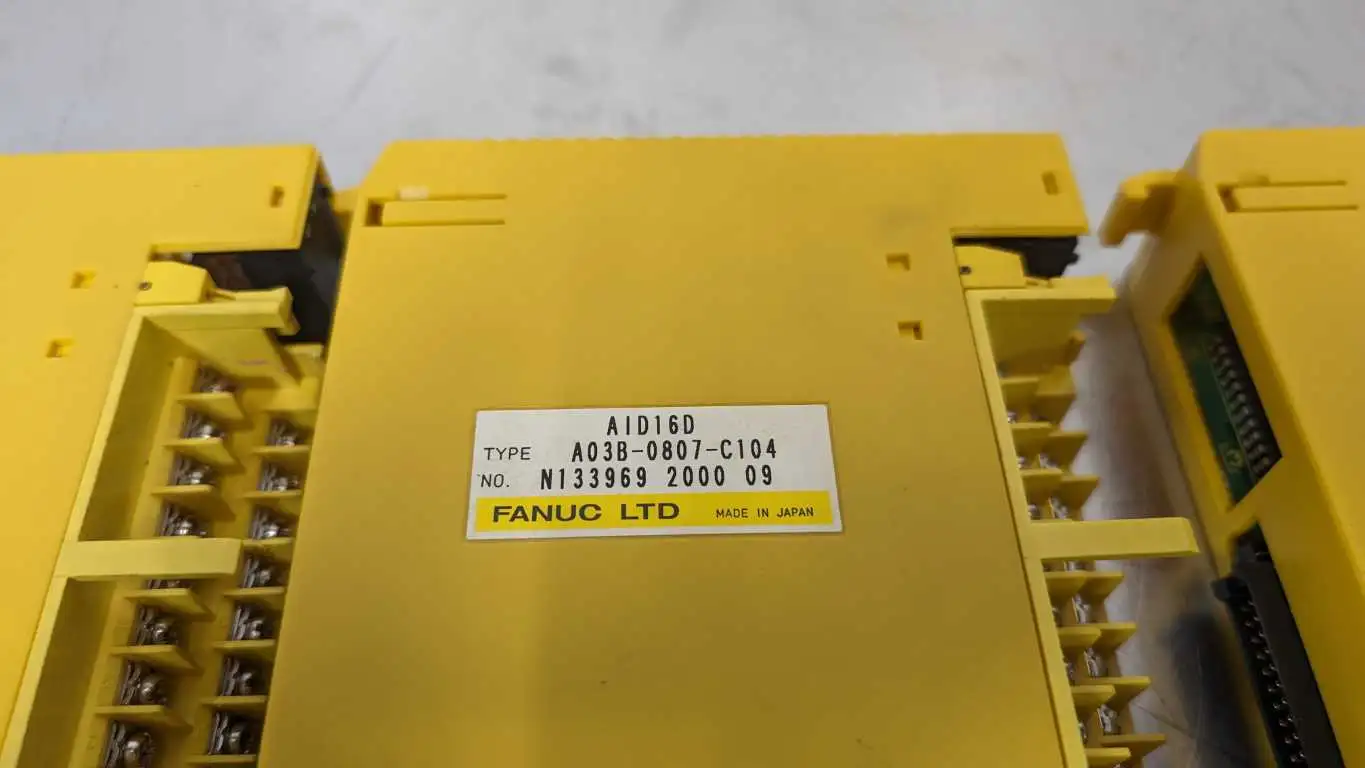 AID16D
TYPE A03B-0807-C104
NO. N133969 2000 09
FANUC LTD MADE IN JAPAN